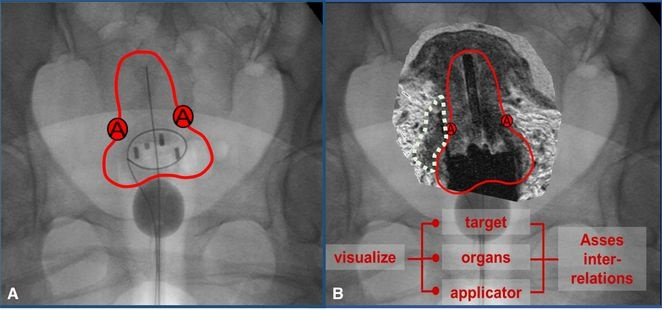 A
A
A
A
target
visualize
organs
Asses
inter-
relations
applicator
A
B